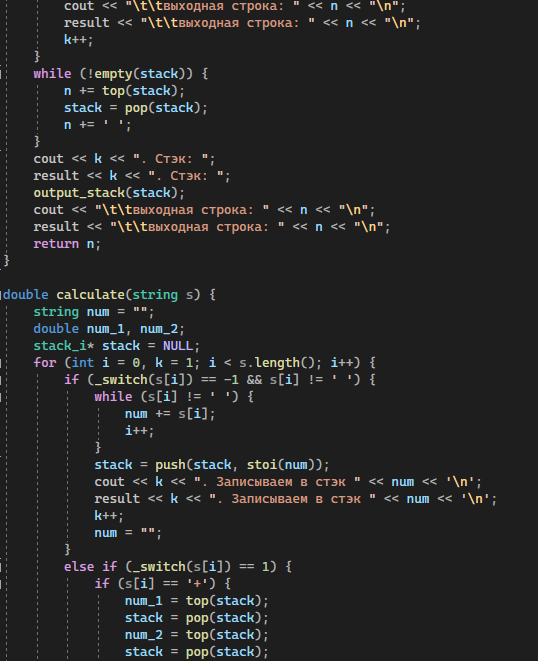 cout << "\t\tвыходная строка: " << n << "\n";
result << "\t\tвыходная строка: " << n << "\n";
k++;
}
while (!empty(stack)) {
n += top(stack);
stack = pop(stack);
n += ' ';
}
cout << k << ". Стэк: ";
result << k << ". Стэк: ";
output_stack(stack);
cout << "\t\tвыходная строка: " << n << "\n";
result << "\t\tвыходная строка: " << n << "\n";
return n;
}
double calculate(string s) {
string num = "";
double num_1, num_2;
stack_i* stack = NULL;
for (int i = 0, k = 1; i < s.length(); i++) {
if (_switch(s[i]) == -1 && s[i] != ' ') {
while (s[i] != ' ') {
num += s[i];
i++;
}
stack = push(stack, stoi(num));
cout << k << ". Записываем в стэк " << num << '\n';
result << k << ". Записываем в стэк " << num << '\n';
k++;
num = "";
}
else if (_switch(s[i]) == 1) {
if (s[i] == '+') {
num_1 = top(stack);
stack = pop(stack);
num_2 = top(stack);
stack = pop(stack);